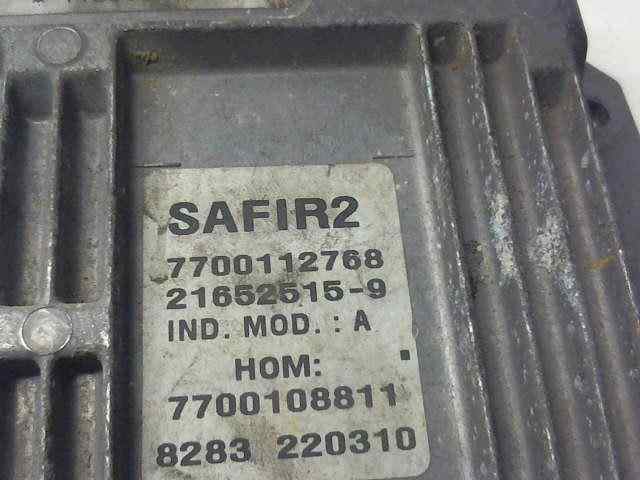 SAFIR2
7700112768
21652515-9
IND. MOD. : A
HOM:
7700108811
8283 220310